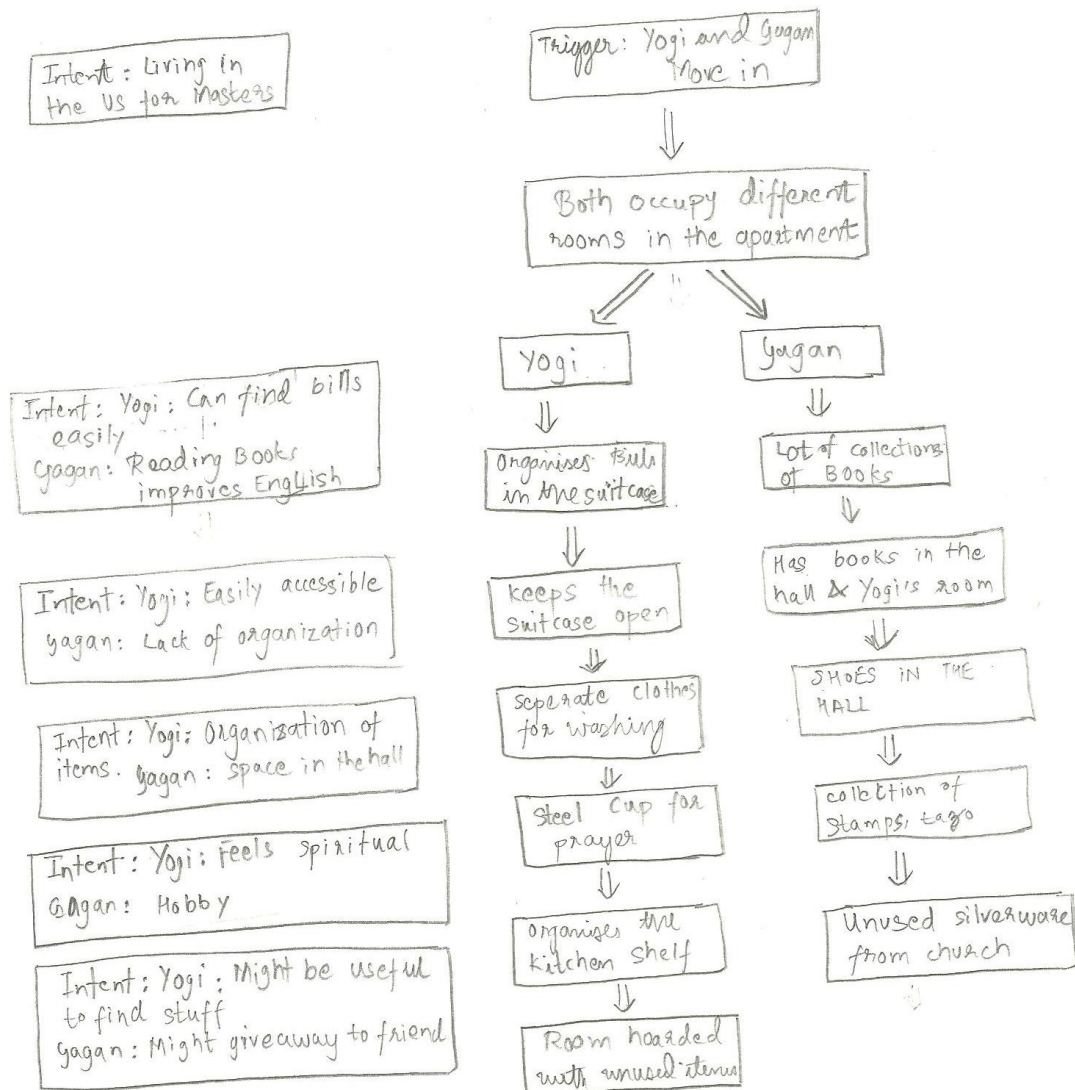 Intent: Living in
the US for Masters
Trigger: Yogi and Gagan
Move in
Both occupy different
rooms in the apartment
Yogi
Gagan
Intent: Yogi: Can find bills
easily
Gagan: Reading Books
improves English
Organises Bills
in the suitcase
Lot of collections
of Books
Intent: Yogi: Easily accessible
Gagan: Lack of organization
keeps the
suitcase open
Has books in the
hall & Yogi's room
Intent: Yogi: Organization of
items. Gagan: space in the hall
seperate clothes
for washing
SHOES IN THE
HALL
Steel Cup for
prayer
collection of
stamps, tazo
Intent: Yogi: Feels spiritual
Gagan: Hobby
organises the
kitchen shelf
Unused silverware
from church
Intent: Yogi: Might be useful
to find stuff
Gagan: Might giveaway to friend
Room hoarded
with unused items